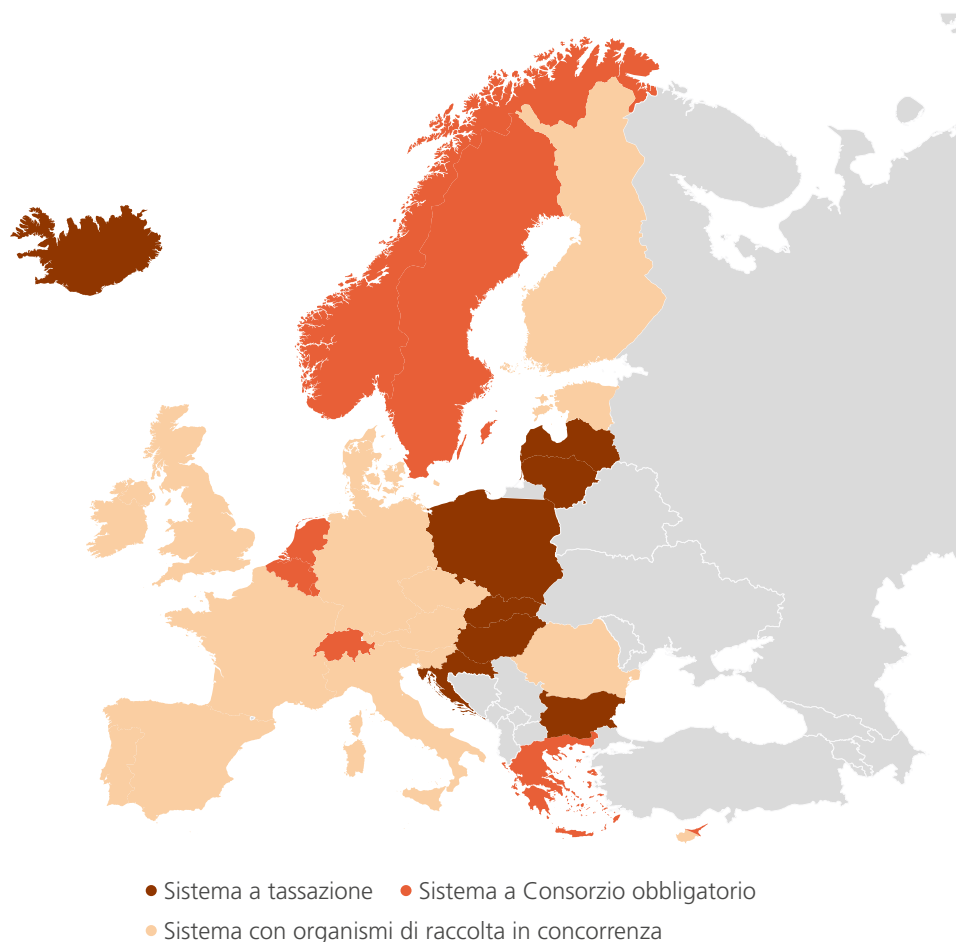 Sistema a tassazione Sistema a Consorzio obbligatorio
Sistema con organismi di raccolta in concorrenza